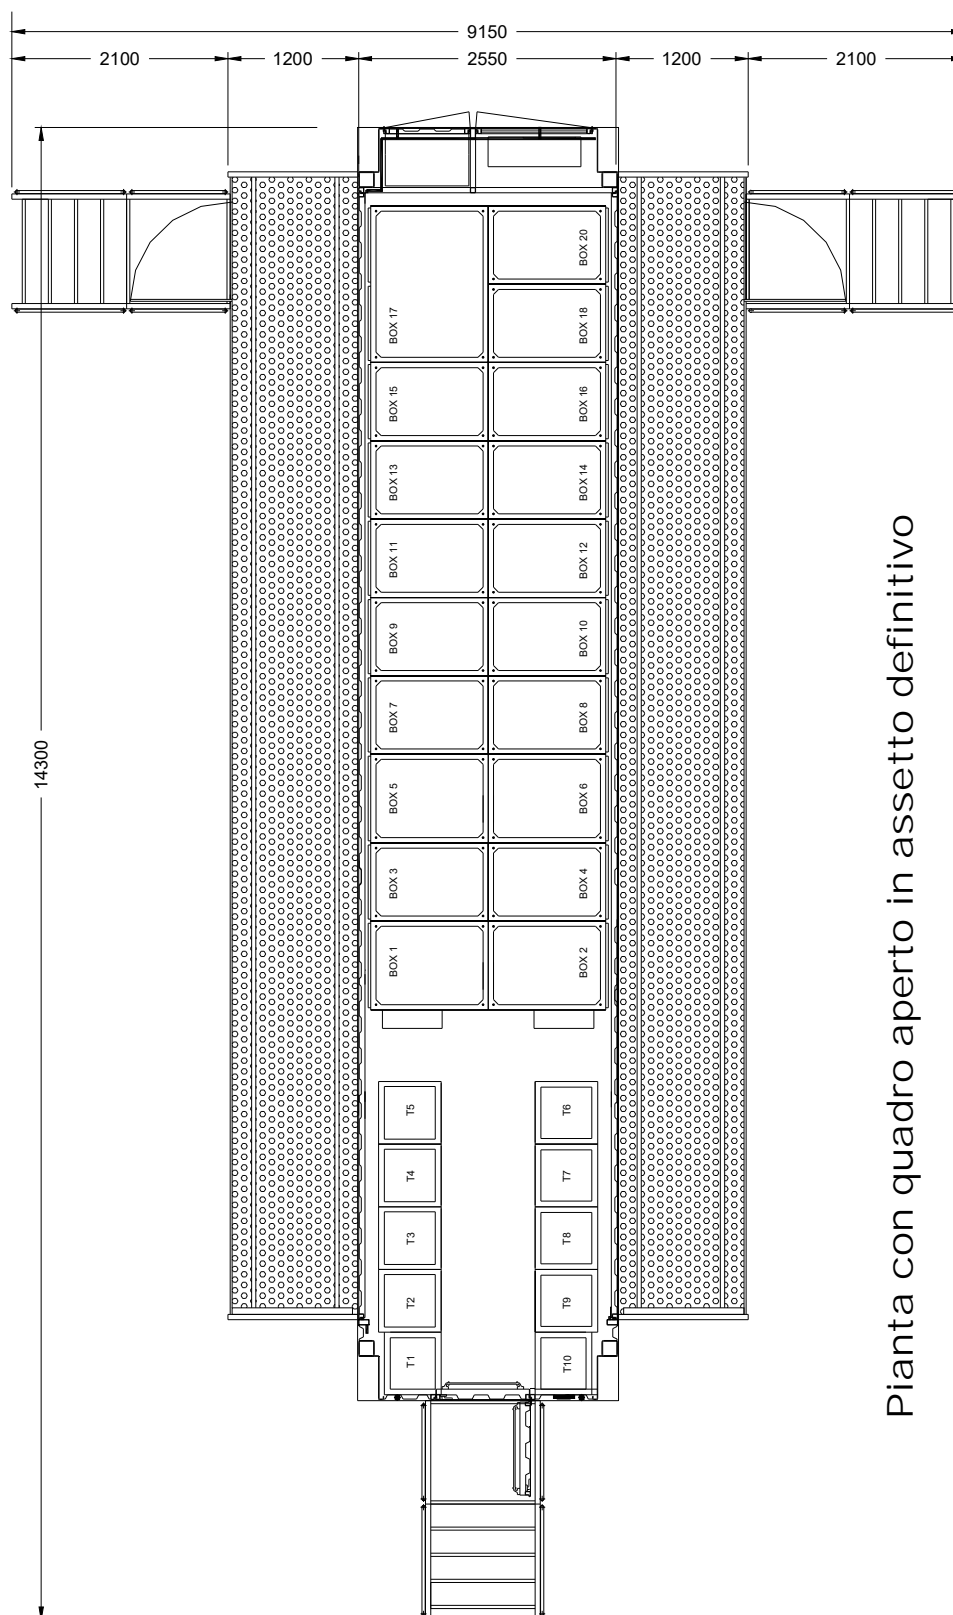 9150
2100 1200 2550 1200 2100
14300
BOX 20
BOX 17 BOX 18
BOX 15 BOX 16
BOX 13 BOX 14
BOX 11 BOX 12
BOX 9 BOX 10
BOX 7 BOX 8
BOX 5 BOX 6
BOX 3 BOX 4
BOX 1 BOX 2
T5 T6
T4 T7
T3 T8
T2 T9
T1 T10
Pianta con quadro aperto in assetto definitivo